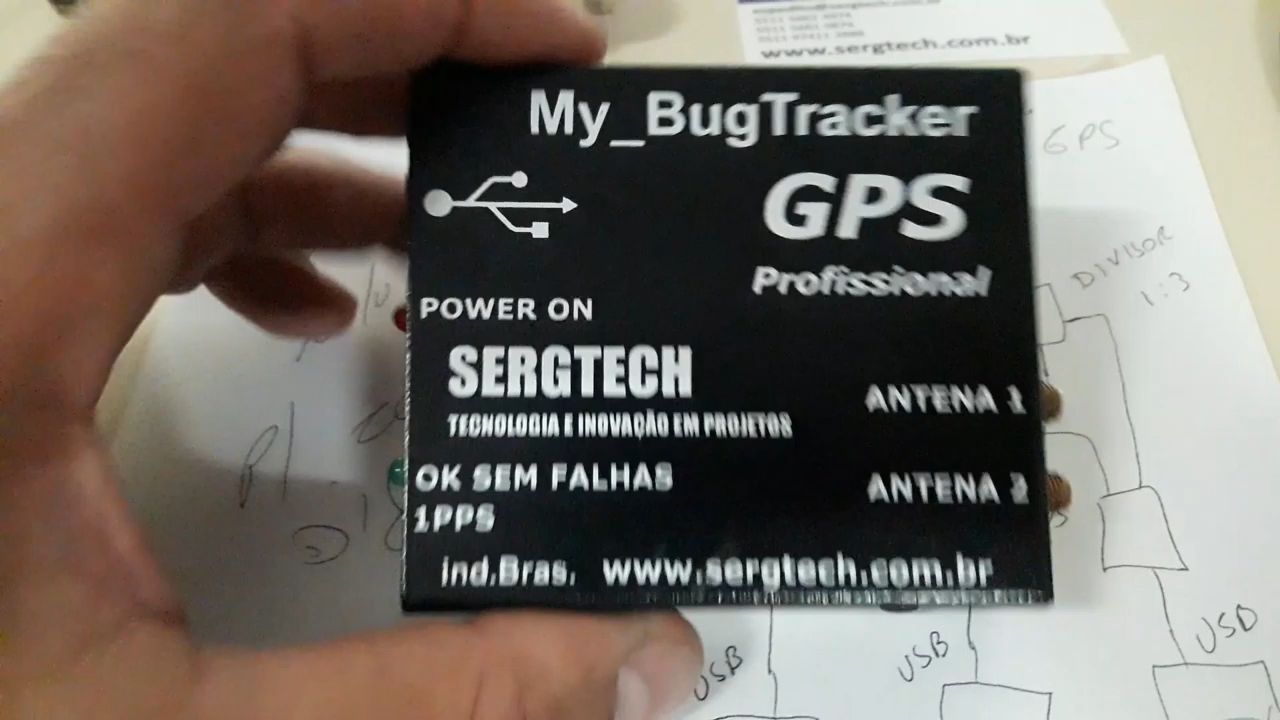 www.sergtech.com.br
My_BugTracker
GPS
Profissional
POWER ON
SERGTECH
TECNOLOGIA E INOVAÇÃO EM PROJETOS
ANTENA 1
OK SEM FALHAS
1PPS
ANTENA 2
ind.Bras. www.sergtech.com.br
GPS
DIVISOR
1:3
USB
USB
USD